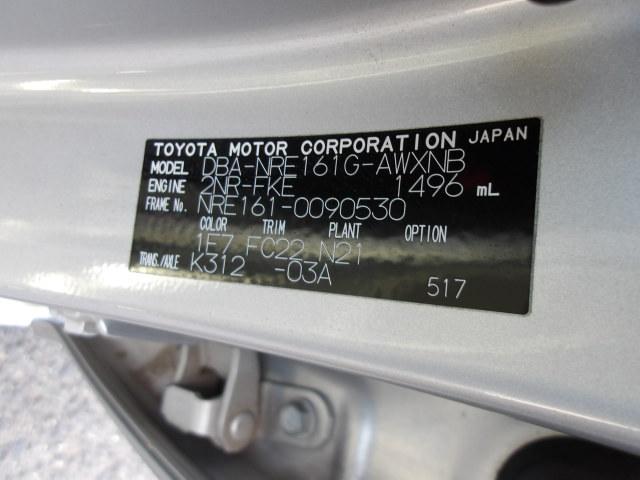 TOYOTA MOTOR CORPORATION JAPAN
MODEL DBA-NRE161G-AWXNB
ENGINE 2NR-FKE 1496 mL
FRAME No. NRE161-0090530
COLOR TRIM PLANT OPTION
1E7 FC22 N21
TRANS./AXLE K312 -03A
517